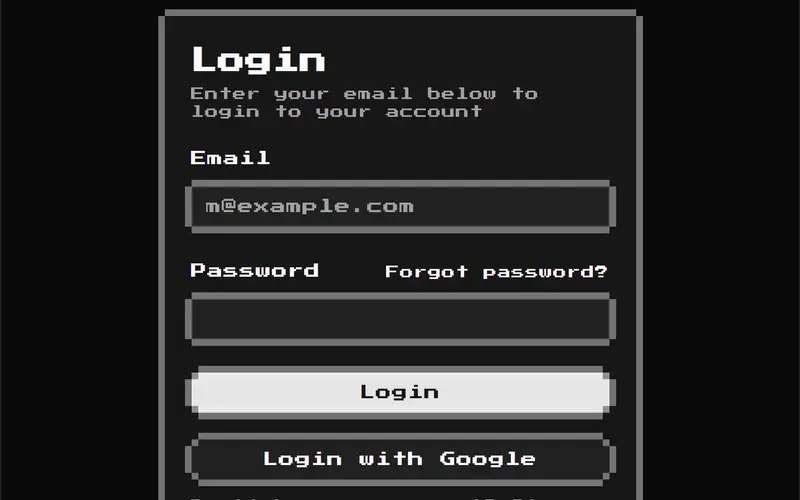 Login
Enter your email below to
login to your account
Email
m@example.com
Password Forgot password?
Login
Login with Google